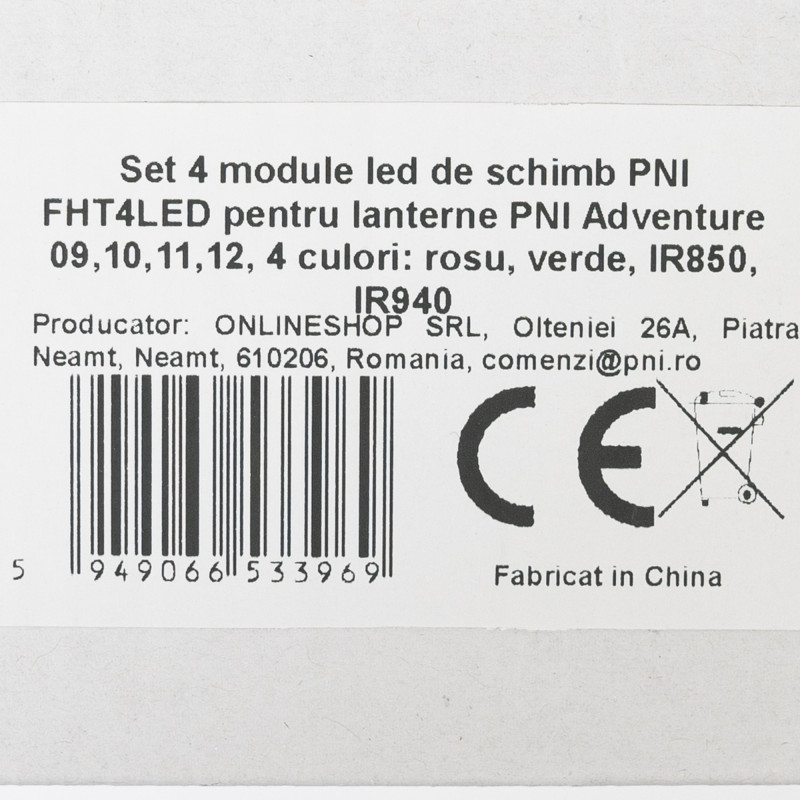 Set 4 module led de schimb PNI
FHT4LED pentru lanterne PNI Adventure
09,10,11,12, 4 culori: rosu, verde, IR850,
IR940
Producator: ONLINESHOP SRL, Olteniei 26A, Piatra
Neamt, Neamt, 610206, Romania, comenzi@pni.ro
CE
5 949066 533969
Fabricat in China